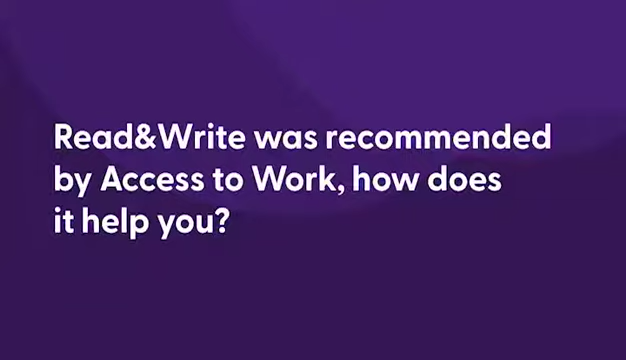 Read&Write was recommended
by Access to Work, how does
it help you?